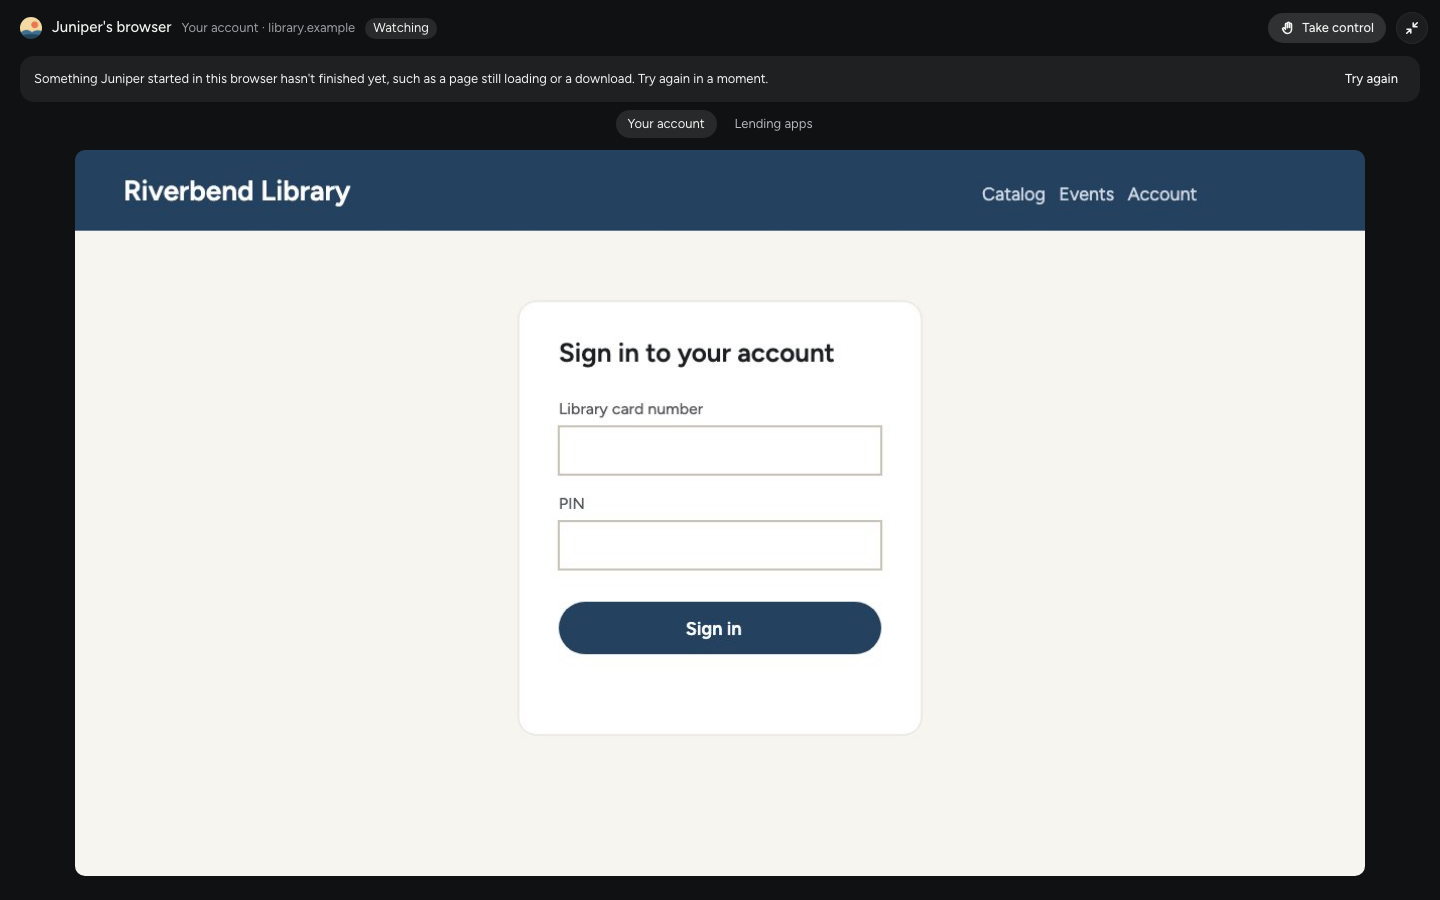 Juniper's browser Your account · library.example Watching Take control
Something Juniper started in this browser hasn't finished yet, such as a page still loading or a download. Try again in a moment. Try again
Your account Lending apps
Riverbend Library Catalog Events Account
Sign in to your account
Library card number
PIN
Sign in